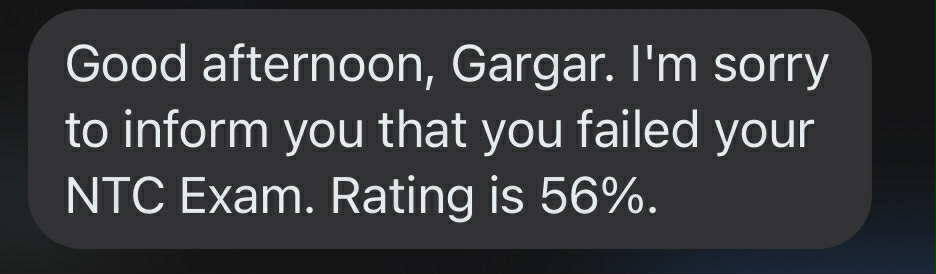 Good afternoon, Gargar. I'm sorry
to inform you that you failed your
NTC Exam. Rating is 56%.